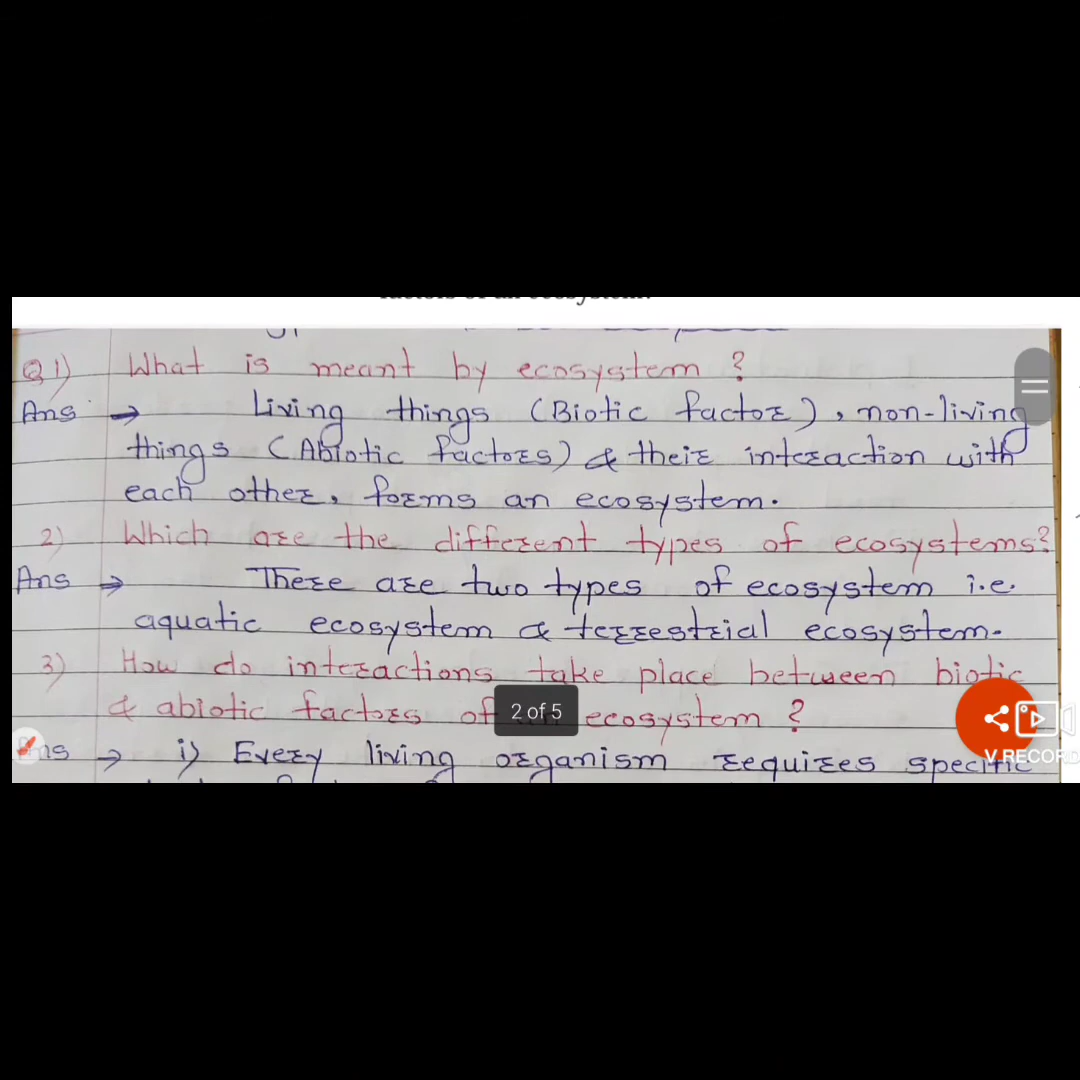 Q1) What is meant by ecosystem ?
Ans → Living things (Biotic factor), non-living
things (Abiotic factors) & their interaction with
each other, forms an ecosystem.
2) Which are the different types of ecosystems?
Ans → There are two types of ecosystem i.e.
aquatic ecosystem & terrestrial ecosystem.
3) How do interactions take place between biotic
& abiotic factors of ecosystem ?
2 of 5
Ans → i) Every living organism requires specific
V.RECORD